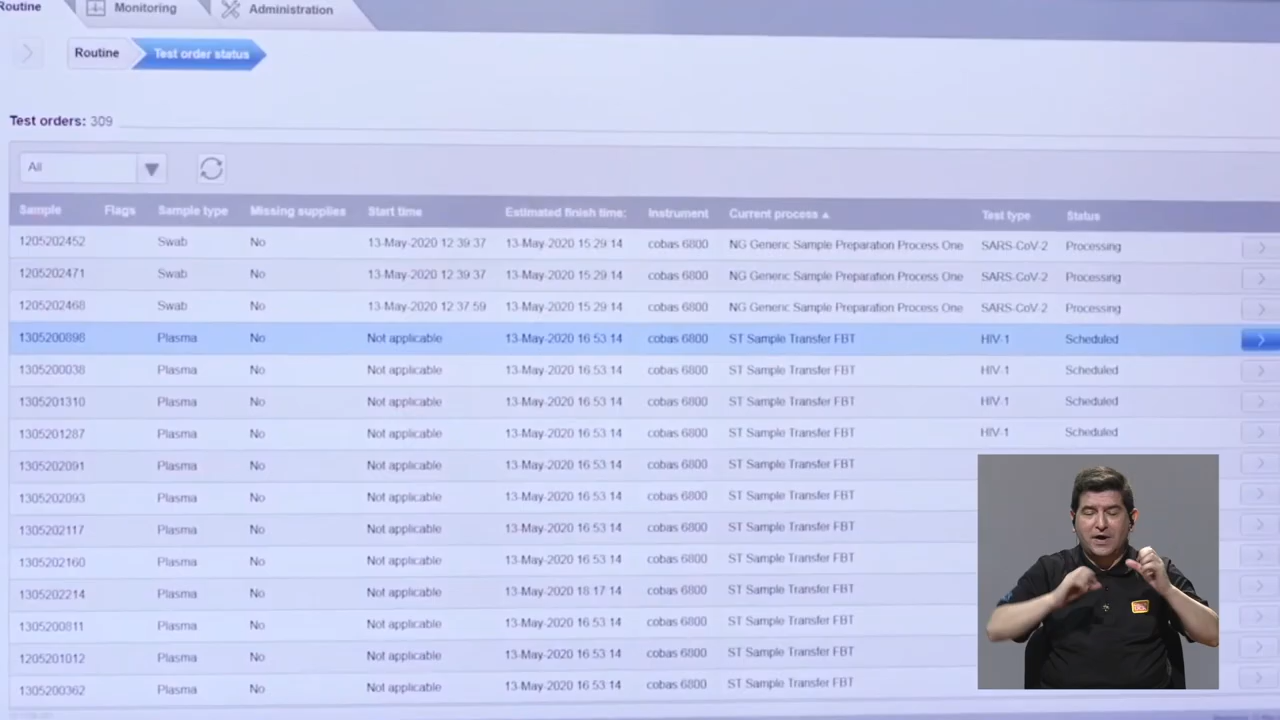 Routine Monitoring Administration
Routine Test order status
Test orders: 309
All
Sample Flags Sample type Missing supplies Start time Estimated finish time: Instrument Current process Test type Status
1205202452 Swab No 13-May-2020 12 39 37 13-May-2020 15 29 14 cobas 6800 NG Generic Sample Preparation Process One SARS-CoV-2 Processing
1205202471 Swab No 13-May-2020 12 39 37 13-May-2020 15 29 14 cobas 6800 NG Generic Sample Preparation Process One SARS-CoV-2 Processing
1205202468 Swab No 13-May-2020 12 37 59 13-May-2020 15 29 14 cobas 6800 NG Generic Sample Preparation Process One SARS-CoV-2 Processing
1305200898 Plasma No Not applicable 13-May-2020 16 53 14 cobas 6800 ST Sample Transfer FBT HIV-1 Scheduled
1305200038 Plasma No Not applicable 13-May-2020 16 53 14 cobas 6800 ST Sample Transfer FBT HIV-1 Scheduled
1305201310 Plasma No Not applicable 13-May-2020 16 53 14 cobas 6800 ST Sample Transfer FBT HIV-1 Scheduled
1305201287 Plasma No Not applicable 13-May-2020 16 53 14 cobas 6800 ST Sample Transfer FBT HIV-1 Scheduled
1305202091 Plasma No Not applicable 13-May-2020 16 53 14 cobas 6800 ST Sample Transfer FBT
1305202093 Plasma No Not applicable 13-May-2020 16 53 14 cobas 6800 ST Sample Transfer FBT
1305202117 Plasma No Not applicable 13-May-2020 16 53 14 cobas 6800 ST Sample Transfer FBT
1305202160 Plasma No Not applicable 13-May-2020 16 53 14 cobas 6800 ST Sample Transfer FBT
1305202214 Plasma No Not applicable 13-May-2020 18 17 14 cobas 6800 ST Sample Transfer FBT
1305200811 Plasma No Not applicable 13-May-2020 16 53 14 cobas 6800 ST Sample Transfer FBT
1205201012 Plasma No Not applicable 13-May-2020 16 53 14 cobas 6800 ST Sample Transfer FBT
1305200362 Plasma No Not applicable 13-May-2020 16 53 14 cobas 6800 ST Sample Transfer FBT